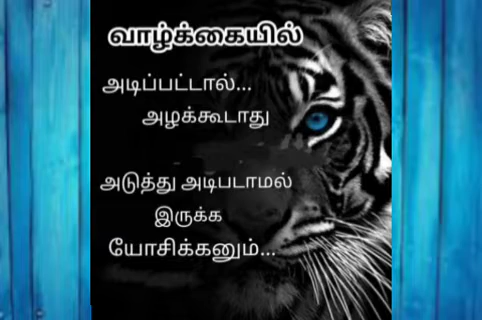 வாழ்க்கையில்
அடிப்பட்டால்...
அழக்கூடாது
அடுத்து அடிபடாமல்
இருக்க
யோசிக்கனும்...